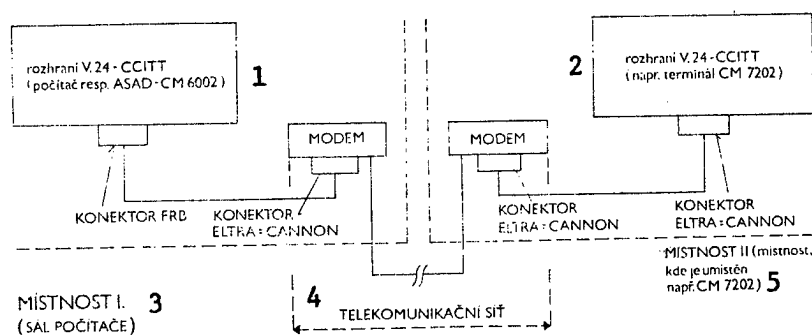 rozhraní V.24 - CCITT
(počítač resp. ASAD - CM 6002)
1
2
rozhraní V.24 - CCITT
(např. terminál CM 7202)
MODEM
MODEM
KONEKTOR FRB
KONEKTOR
ELTRA = CANNON
KONEKTOR
ELTRA = CANNON
KONEKTOR
ELTRA = CANNON
MÍSTNOST I. 3
(SÁL POČÍTAČE)
4
TELEKOMUNIKAČNÍ SÍŤ
MÍSTNOST II (místnost,
kde je umístěn
např. CM 7202) 5